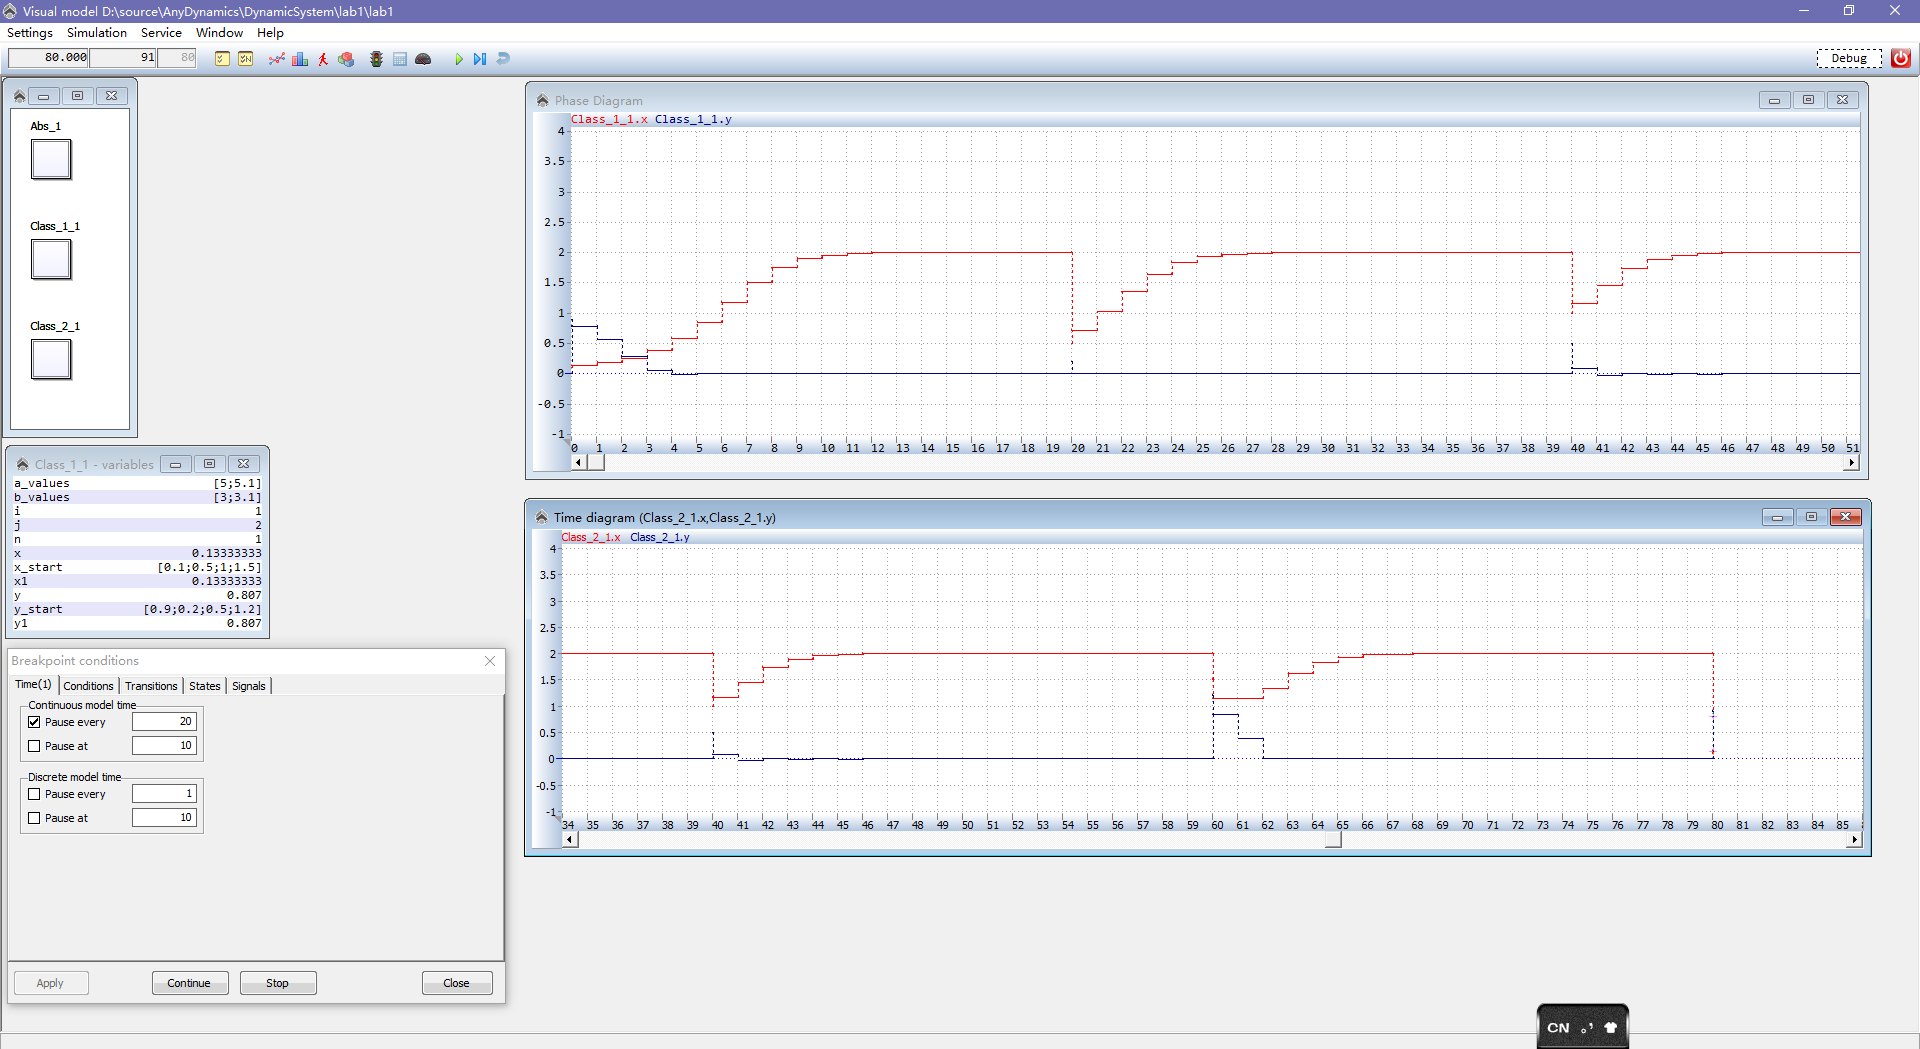 Visual model D:\source\AnyDynamics\DynamicSystem\lab1\lab1
Settings Simulation Service Window Help
80.000 91 80
Debug
Abs_1
Class_1_1
Class_2_1
Class_1_1 - variables
a_values [5;5.1]
b_values [3;3.1]
i 1
j 2
n 1
x 0.13333333
x_start [0.1;0.5;1;1.5]
x1 0.13333333
y 0.807
y_start [0.9;0.2;0.5;1.2]
y1 0.807
Breakpoint conditions
Time(1) Conditions Transitions States Signals
Continuous model time
Pause every 20
Pause at 10
Discrete model time
Pause every 1
Pause at 10
Apply Continue Stop Close
Phase Diagram
Class_1_1.x Class_1_1.y
4
3.5
3
2.5
2
1.5
1
0.5
0
-0.5
-1
0 1 2 3 4 5 6 7 8 9 10 11 12 13 14 15 16 17 18 19 20 21 22 23 24 25 26 27 28 29 30 31 32 33 34 35 36 37 38 39 40 41 42 43 44 45 46 47 48 49 50 51
Time diagram (Class_2_1.x,Class_2_1.y)
Class_2_1.x Class_2_1.y
4
3.5
3
2.5
2
1.5
1
0.5
0
-0.5
-1
34 35 36 37 38 39 40 41 42 43 44 45 46 47 48 49 50 51 52 53 54 55 56 57 58 59 60 61 62 63 64 65 66 67 68 69 70 71 72 73 74 75 76 77 78 79 80 81 82 83 84 85
CN